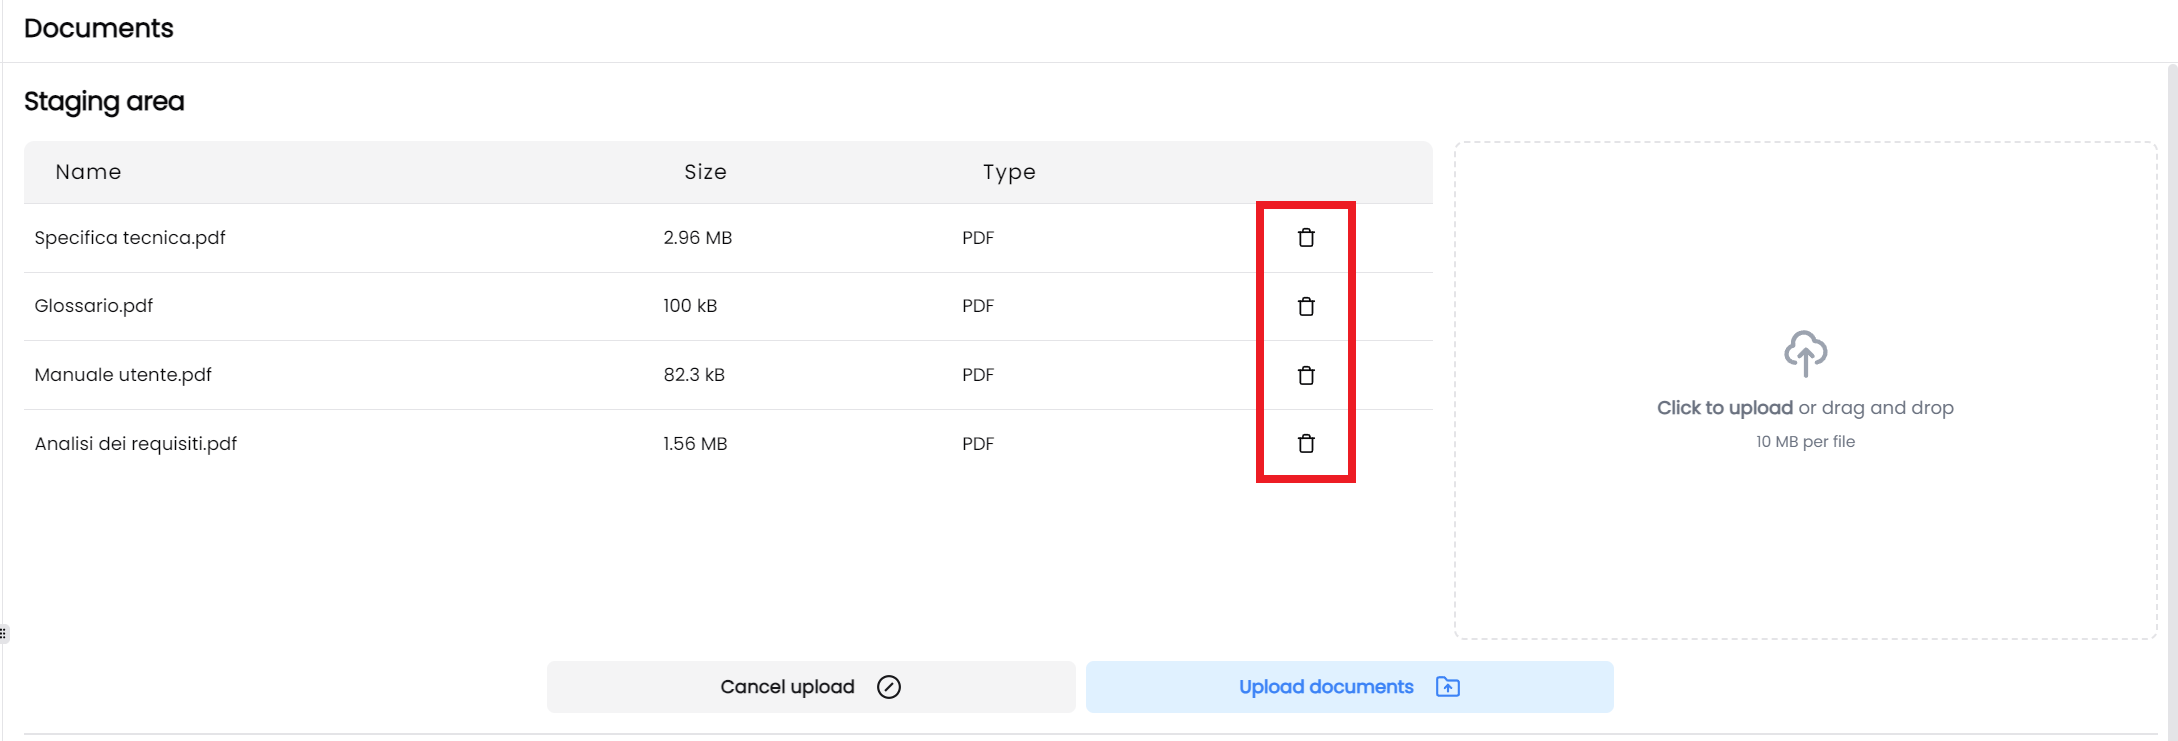 Documents
Staging area
Name Size Type
Specifica tecnica.pdf 2.96 MB PDF
Glossario.pdf 100 kB PDF
Manuale utente.pdf 82.3 kB PDF
Analisi dei requisiti.pdf 1.56 MB PDF
Click to upload or drag and drop
10 MB per file
Cancel upload Upload documents